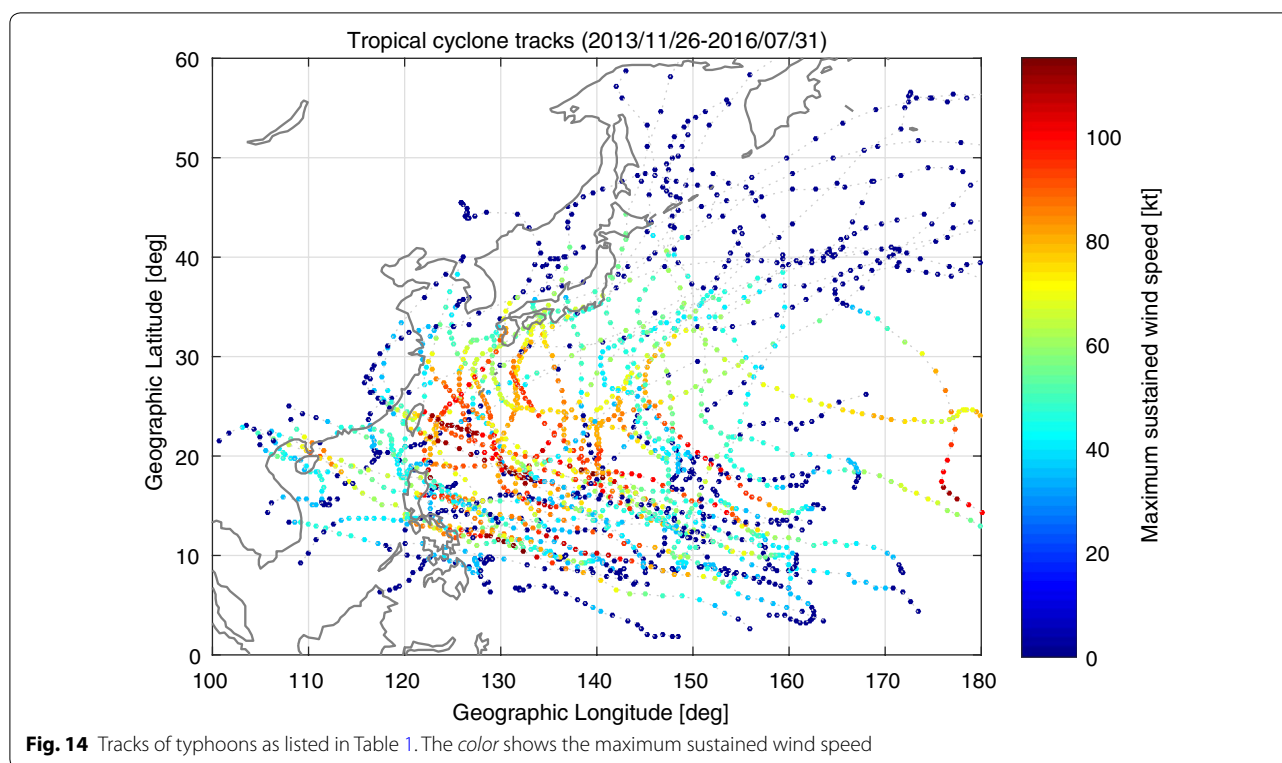 Tropical cyclone tracks (2013/11/26-2016/07/31)
60
50
40
30
20
10
0
Geographic Latitude [deg]
100 110 120 130 140 150 160 170 180
Geographic Longitude [deg]
100
80
60
40
20
0
Maximum sustained wind speed [kt]
Fig. 14 Tracks of typhoons as listed in Table 1. The color shows the maximum sustained wind speed